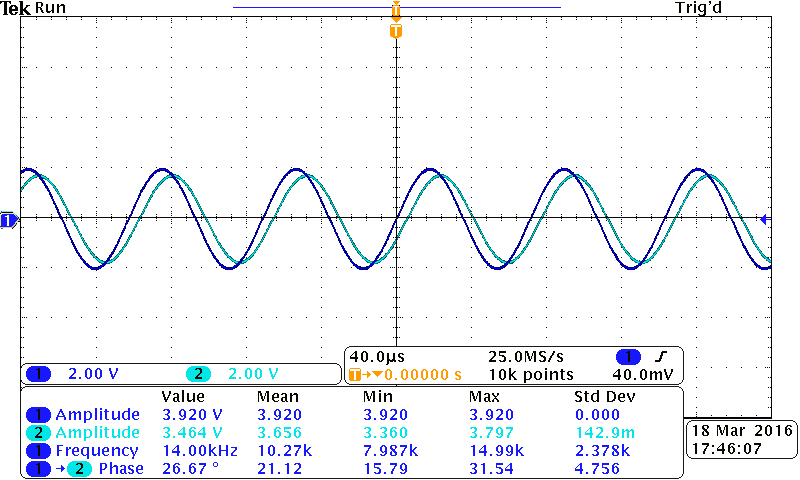 Tek Run Trig'd
T
T
1
1 2.00 V 2 2.00 V
40.0µs 25.0MS/s 1
T→▼0.00000 s 10k points 40.0mV
Value Mean Min Max Std Dev
1 Amplitude 3.920 V 3.920 3.920 3.920 0.000
2 Amplitude 3.464 V 3.656 3.360 3.797 142.9m
1 Frequency 14.00kHz 10.27k 7.987k 14.99k 2.378k
1 → 2 Phase 26.67 ° 21.12 15.79 31.54 4.756
18 Mar 2016
17:46:07